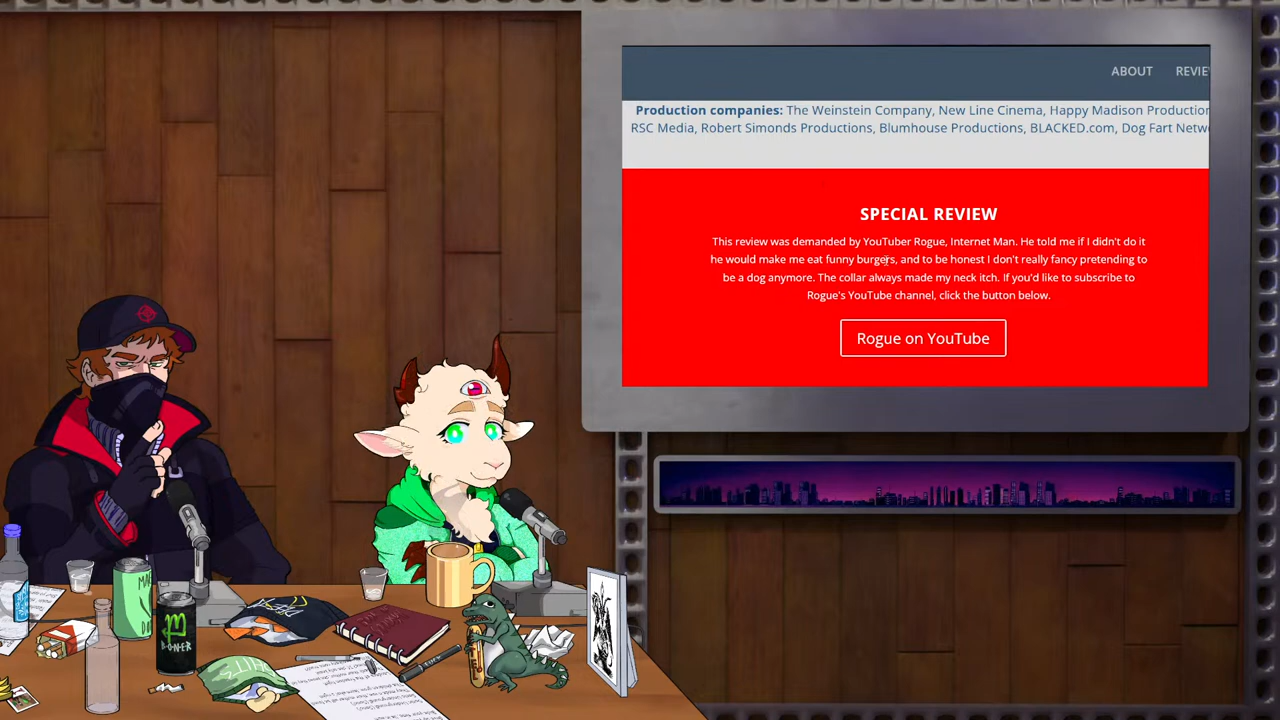 ABOUT REVIE
Production companies: The Weinstein Company, New Line Cinema, Happy Madison Production
RSC Media, Robert Simonds Productions, Blumhouse Productions, BLACKED.com, Dog Fart Netw
SPECIAL REVIEW
This review was demanded by YouTuber Rogue, Internet Man. He told me if I didn't do it
he would make me eat funny burgers, and to be honest I don't really fancy pretending to
be a dog anymore. The collar always made my neck itch. If you'd like to subscribe to
Rogue's YouTube channel, click the button below.
Rogue on YouTube
BONER